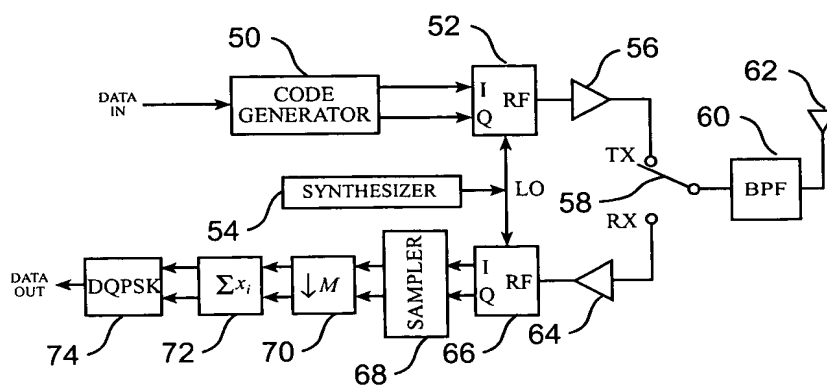 50
52
56
62
DATA
IN
CODE
GENERATOR
I
Q
RF
60
TX
BPF
SYNTHESIZER
LO
58
54
RX
DATA
OUT
DQPSK
Σxᵢ
↓M
SAMPLER
I
Q
RF
74
72
70
68
66
64